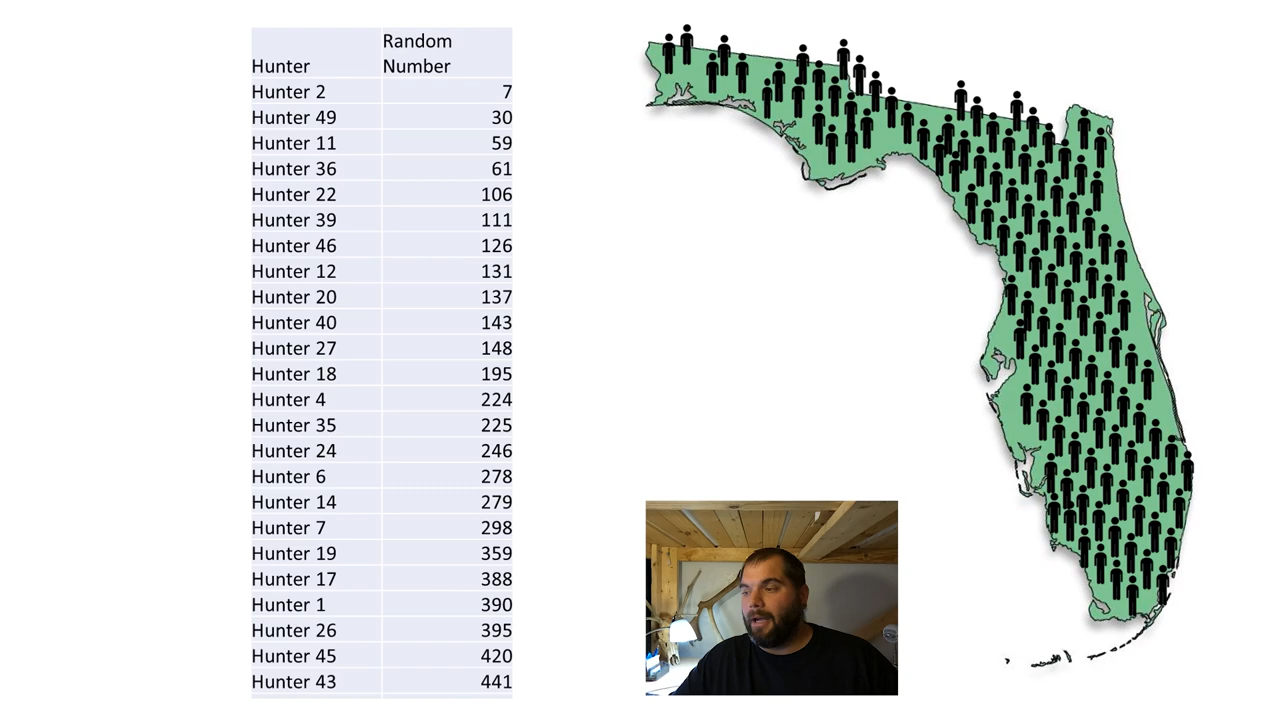 Hunter Random Number
Hunter 2 7
Hunter 49 30
Hunter 11 59
Hunter 36 61
Hunter 22 106
Hunter 39 111
Hunter 46 126
Hunter 12 131
Hunter 20 137
Hunter 40 143
Hunter 27 148
Hunter 18 195
Hunter 4 224
Hunter 35 225
Hunter 24 246
Hunter 6 278
Hunter 14 279
Hunter 7 298
Hunter 19 359
Hunter 17 388
Hunter 1 390
Hunter 26 395
Hunter 45 420
Hunter 43 441